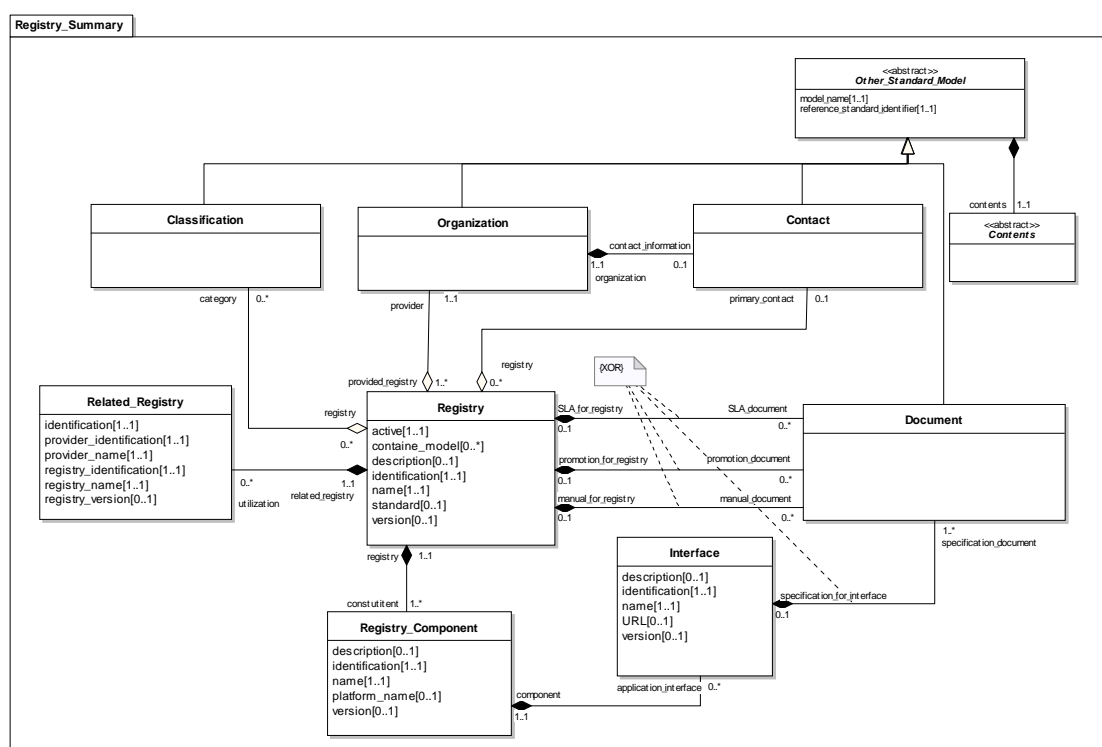 Registry_Summary
<<abstract>>
Other_Standard_Model
model_name[1..1]
reference_standard_identifier[1..1]
contents 1..1
<<abstract>>
Contents
Classification
Organization
Contact
contact_information
1..1 0..1
organization
category 0..*
provider 1..1
primary_contact 0..1
registry
provided_registry 1..* 0..*
{XOR}
Related_Registry
identification[1..1]
provider_identification[1..1]
provider_name[1..1]
registry_identification[1..1]
registry_name[1..1]
registry_version[0..1]
registry
0..*
0..* 1..1
utilization related_registry
Registry
active[1..1]
containe_model[0..*]
description[0..1]
identification[1..1]
name[1..1]
standard[0..1]
version[0..1]
SLA_for_registry SLA_document
0..1 0..*
promotion_for_registry promotion_document
0..1 0..*
manual_for_registry manual_document
0..1 0..*
Document
1..*
specification_document
registry 1..1
constutitent 1..*
Interface
description[0..1]
identification[1..1]
name[1..1]
URL[0..1]
version[0..1]
specification_for_interface
0..1
application_interface 0..*
Registry_Component
description[0..1]
identification[1..1]
name[1..1]
platform_name[0..1]
version[0..1]
component
1..1